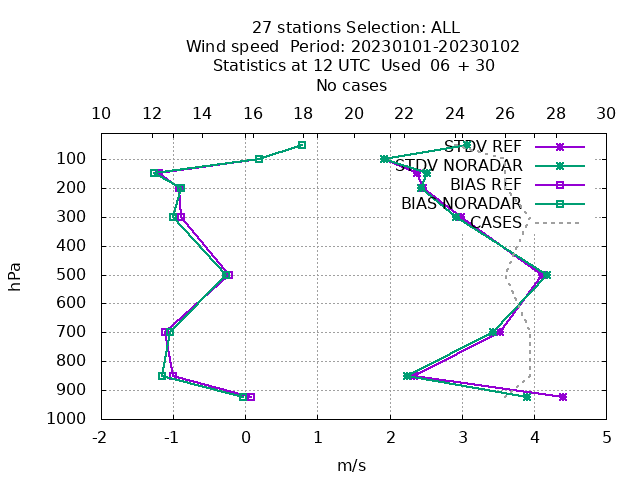 27 stations Selection: ALL
Wind speed  Period: 20230101-20230102
Statistics at 12 UTC  Used  06 + 30
No cases
10 12 14 16 18 20 22 24 26 28 30
STDV REF
STDV NORADAR
BIAS REF
BIAS NORADAR
CASES
100
200
300
400
500
600
700
800
900
1000
hPa
-2 -1 0 1 2 3 4 5
m/s